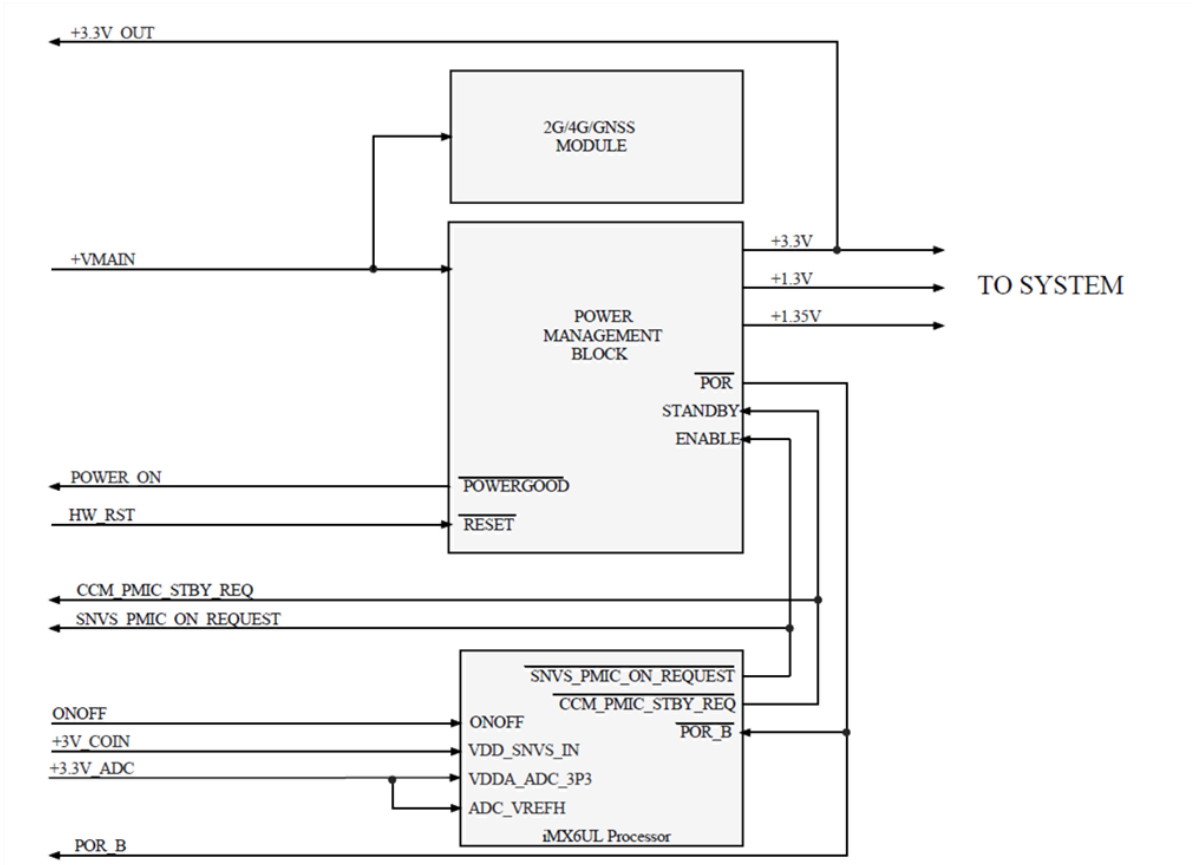 +3.3V_OUT
2G/4G/GNSS
MODULE
+VMAIN
+3.3V
+1.3V
+1.35V
TO SYSTEM
POWER
MANAGEMENT
BLOCK
POR
STANDBY
ENABLE
POWER_ON
POWERGOOD
HW_RST
RESET
CCM_PMIC_STBY_REQ
SNVS_PMIC_ON_REQUEST
SNVS_PMIC_ON_REQUEST
CCM_PMIC_STBY_REQ
POR_B
ONOFF
ONOFF
+3V_COIN
VDD_SNVS_IN
+3.3V_ADC
VDDA_ADC_3P3
ADC_VREFH
iMX6UL Processor
POR_B